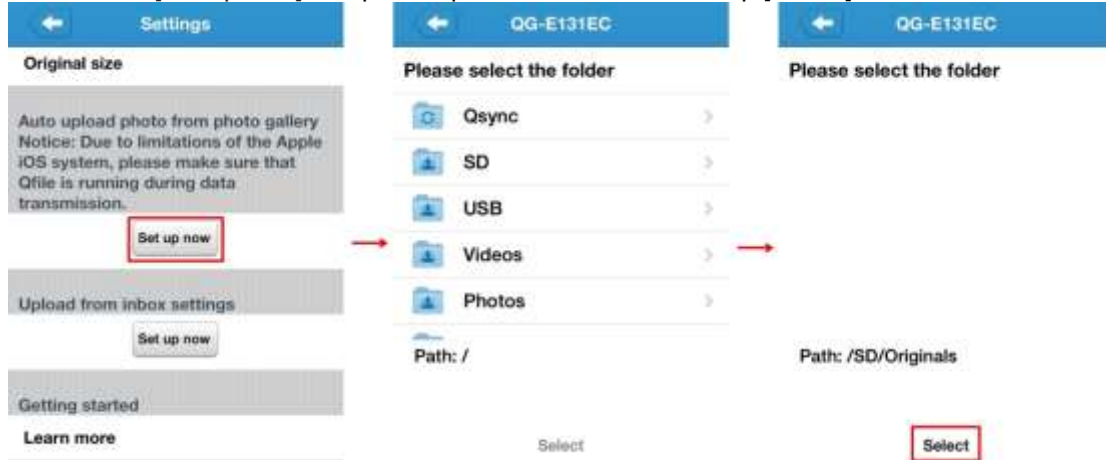 Settings
Original size
Auto upload photo from photo gallery
Notice: Due to limitations of the Apple
iOS system, please make sure that
Qfile is running during data
transmission.
Set up now
Upload from inbox settings
Set up now
Getting started
Learn more
QG-E131EC
Please select the folder
Qsync
SD
USB
Videos
Photos
Path: /
Select
QG-E131EC
Please select the folder
Path: /SD/Originals
Select